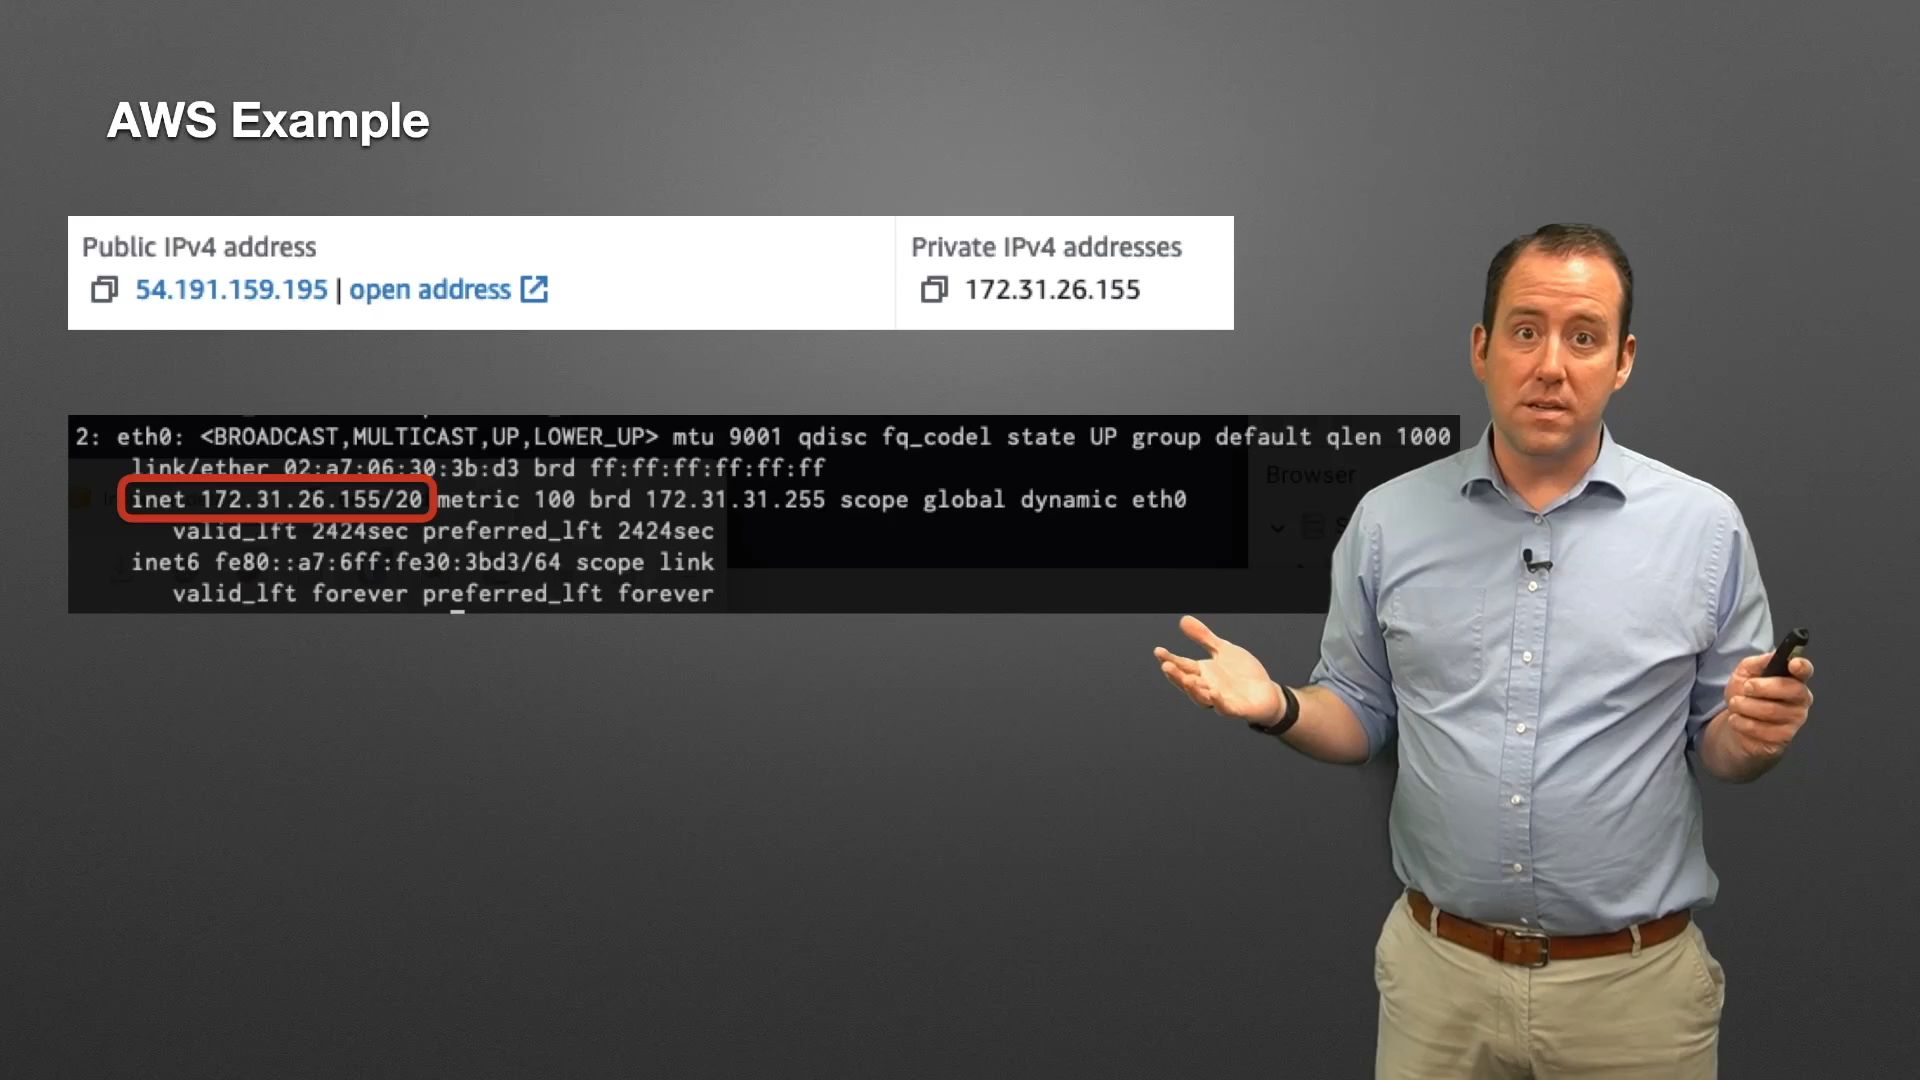 AWS Example
Public IPv4 address
54.191.159.195 | open address
Private IPv4 addresses
172.31.26.155
2: eth0: <BROADCAST,MULTICAST,UP,LOWER_UP> mtu 9001 qdisc fq_codel state UP group default qlen 1000
link/ether 02:a7:06:30:3b:d3 brd ff:ff:ff:ff:ff:ff
Browser
inet 172.31.26.155/20 metric 100 brd 172.31.31.255 scope global dynamic eth0
valid_lft 2424sec preferred_lft 2424sec
inet6 fe80::a7:6ff:fe30:3bd3/64 scope link
valid_lft forever preferred_lft forever